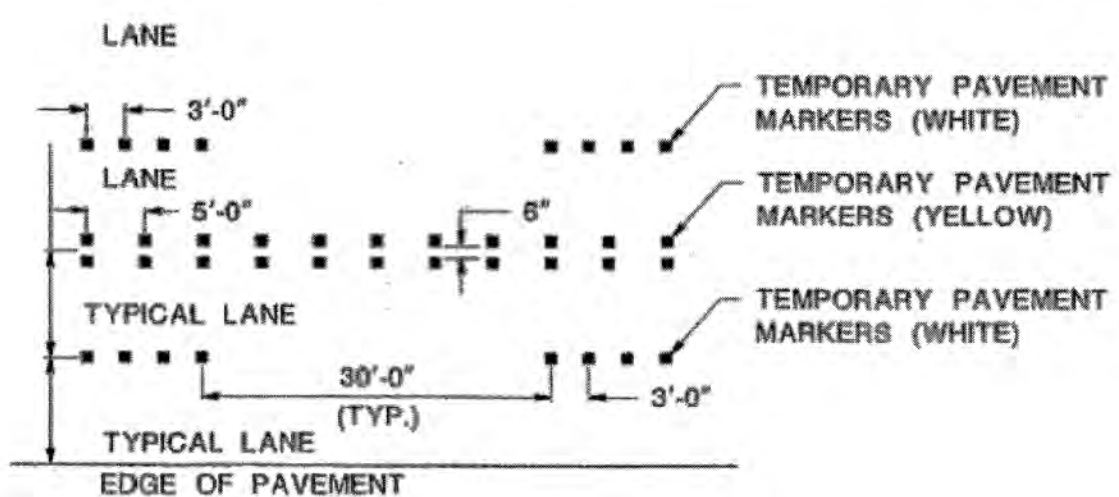 LANE
3'-0"
TEMPORARY PAVEMENT
MARKERS (WHITE)
LANE
5'-0"
6"
TEMPORARY PAVEMENT
MARKERS (YELLOW)
TYPICAL LANE
TEMPORARY PAVEMENT
MARKERS (WHITE)
30'-0"
(TYP.)
3'-0"
TYPICAL LANE
EDGE OF PAVEMENT